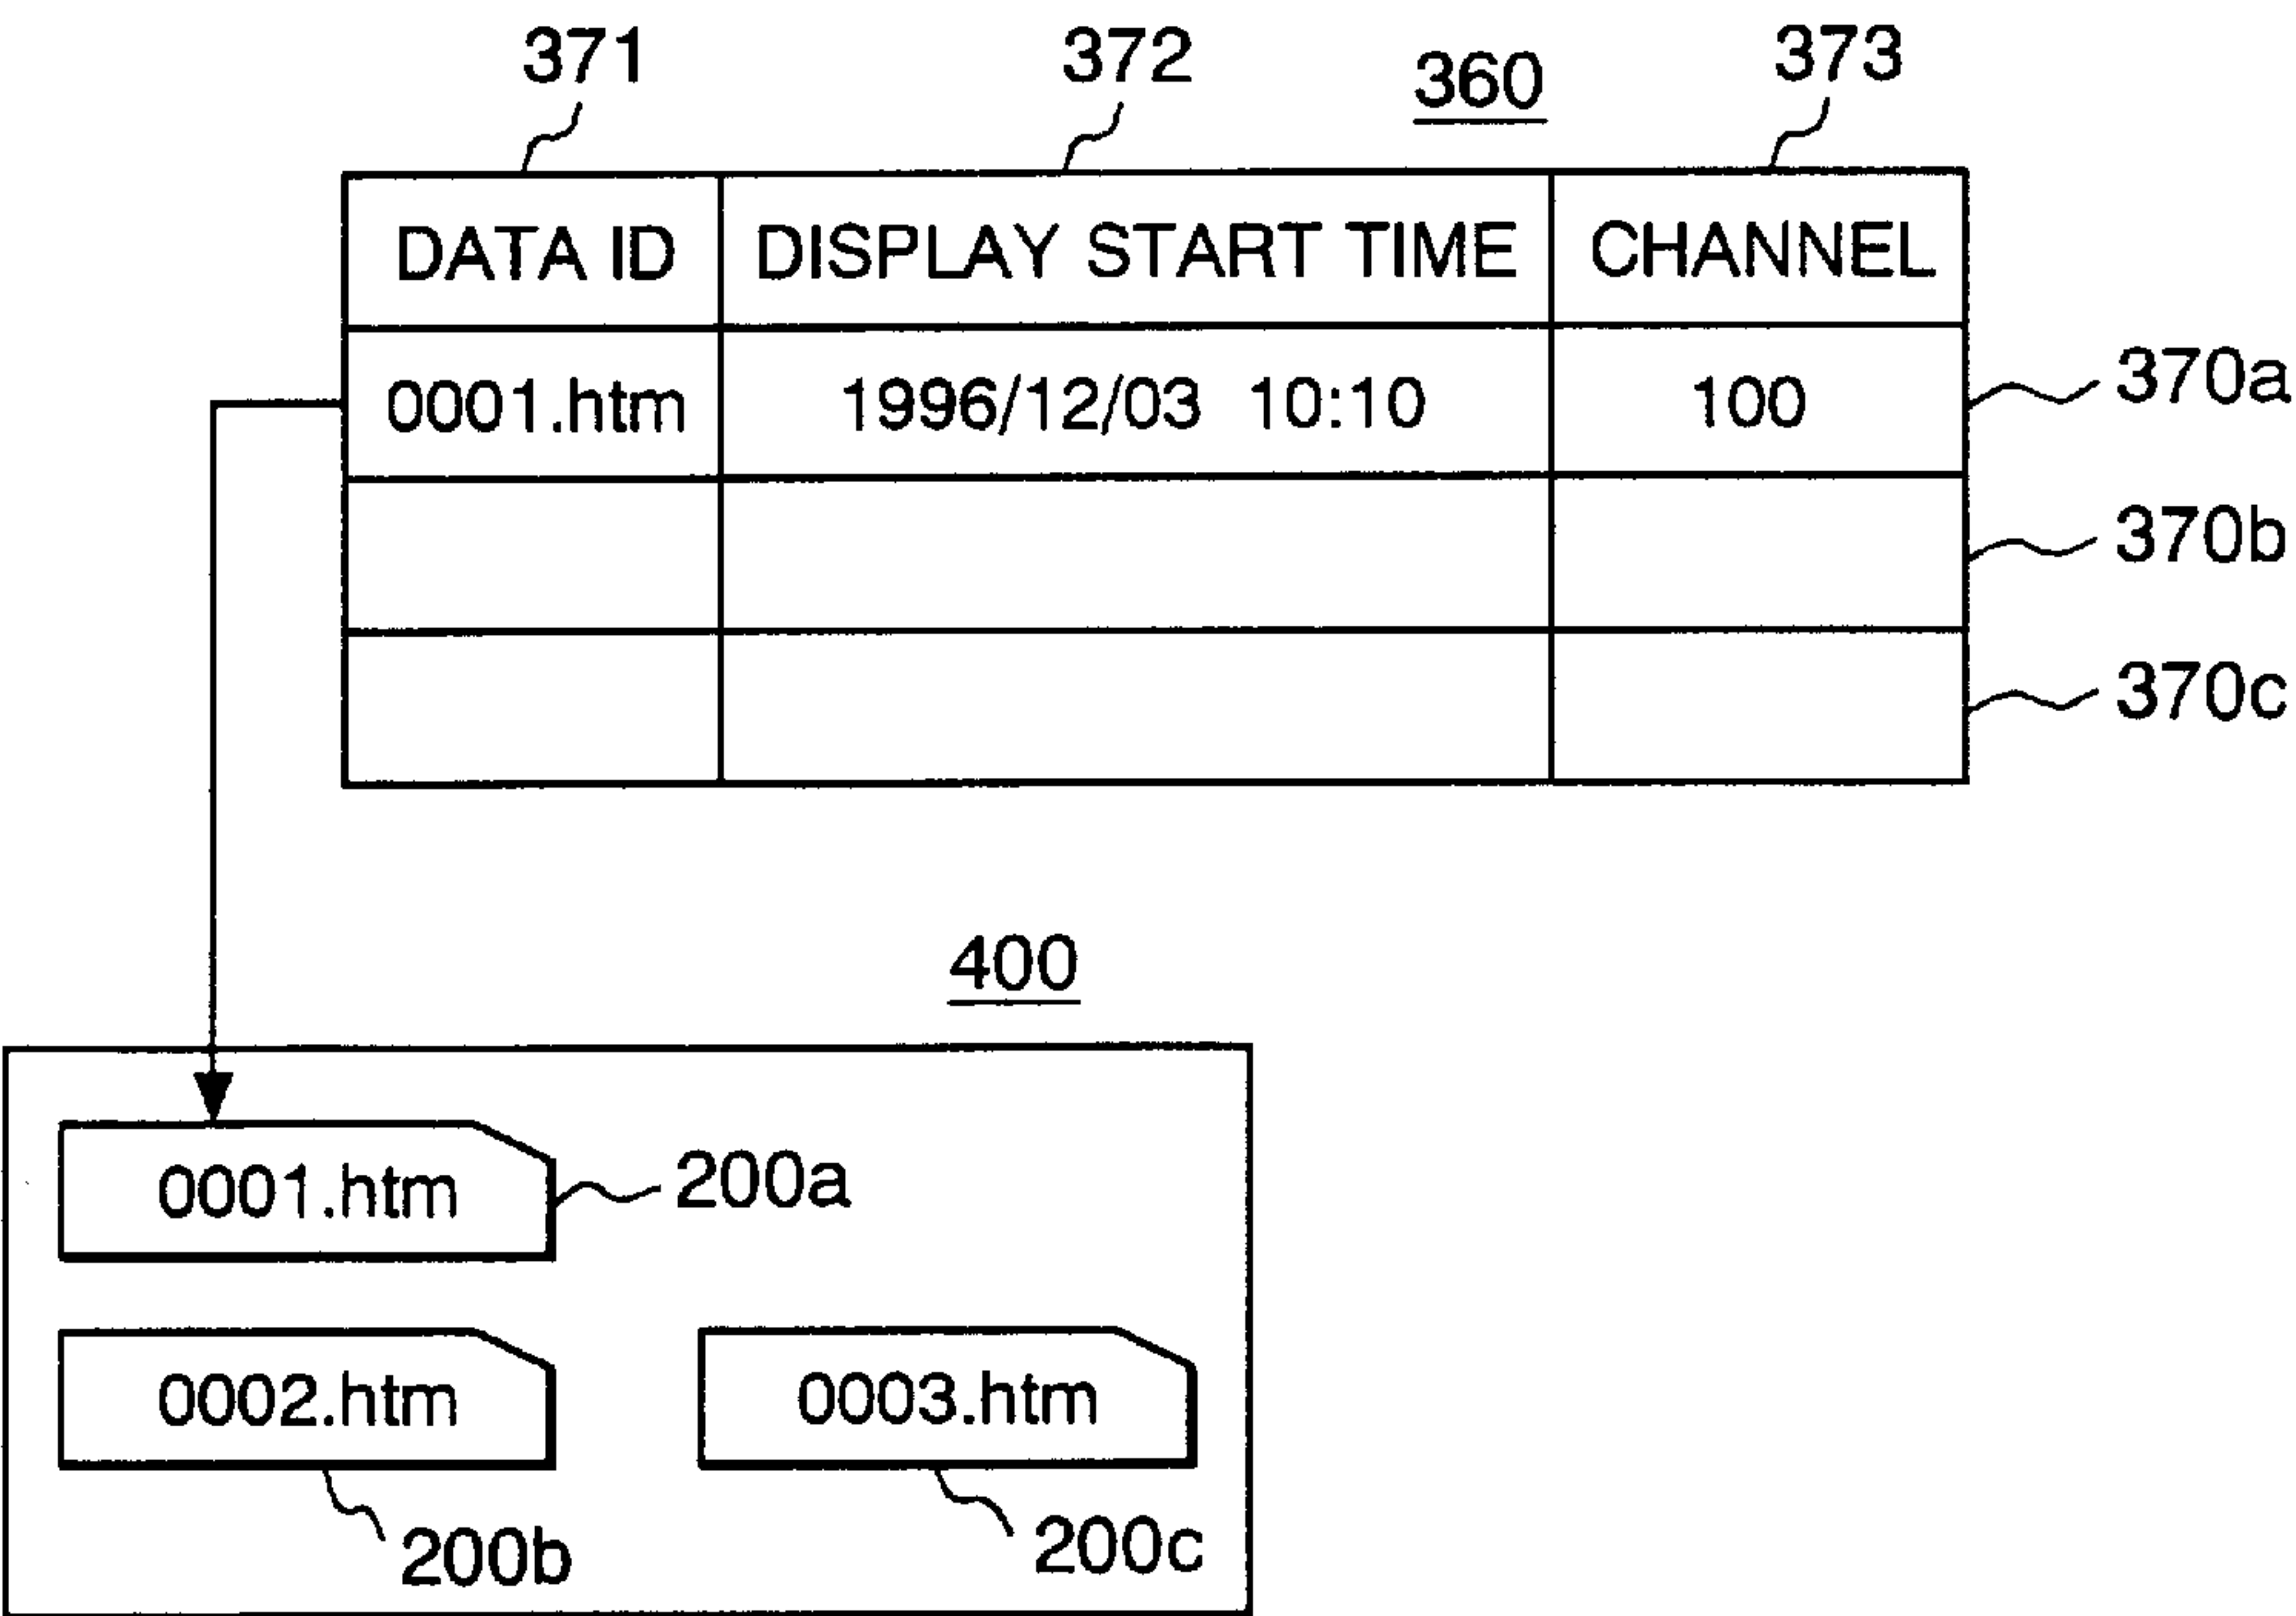 371 372 360 373
DATA ID DISPLAY START TIME CHANNEL
0001.htm 1996/12/03 10:10 100 370a
370b
370c
400
0001.htm 200a
0002.htm 0003.htm
200b 200c